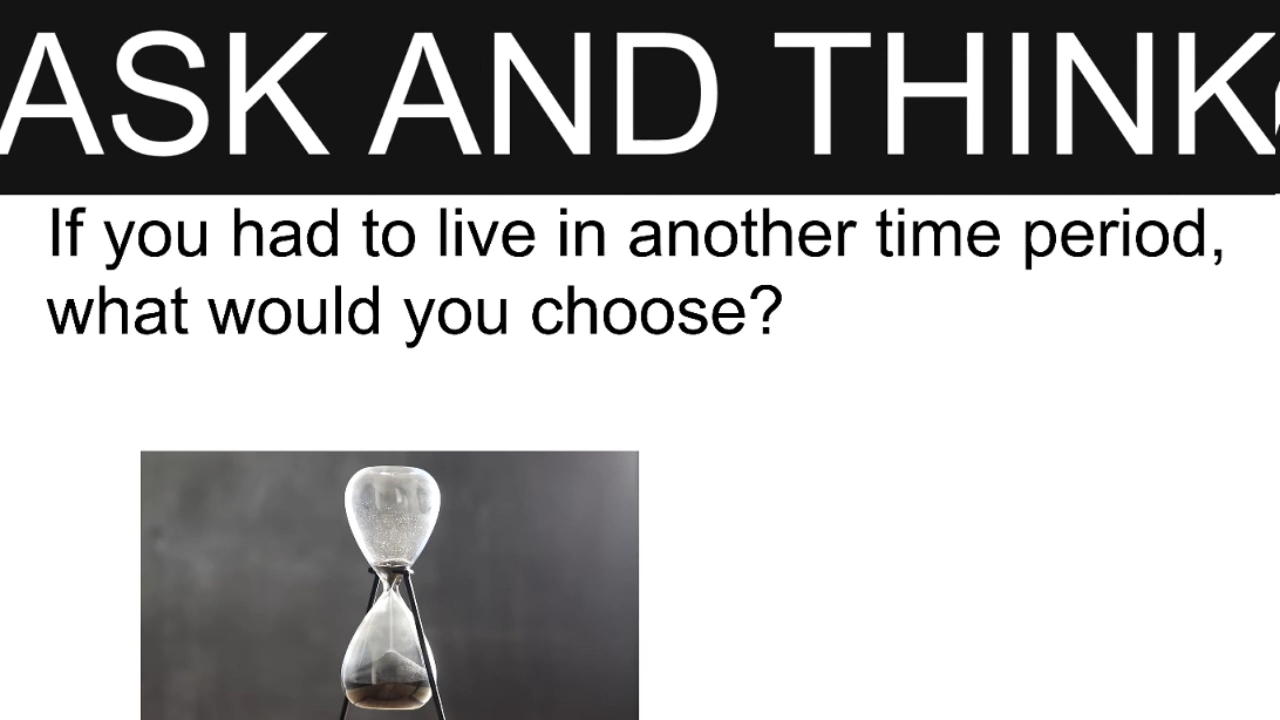 ASK AND THINK
If you had to live in another time period,
what would you choose?